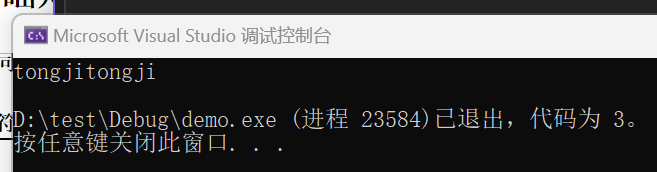 Microsoft Visual Studio 调试控制台
tongjitongji
D:\test\Debug\demo.exe (进程 23584)已退出，代码为 3。
按任意键关闭此窗口. . .